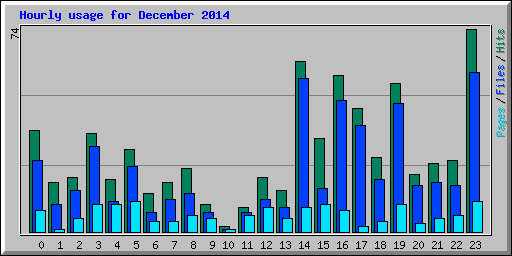 Hourly usage for December 2014
74
Pages/Files/Hits
0 1 2 3 4 5 6 7 8 9 10 11 12 13 14 15 16 17 18 19 20 21 22 23